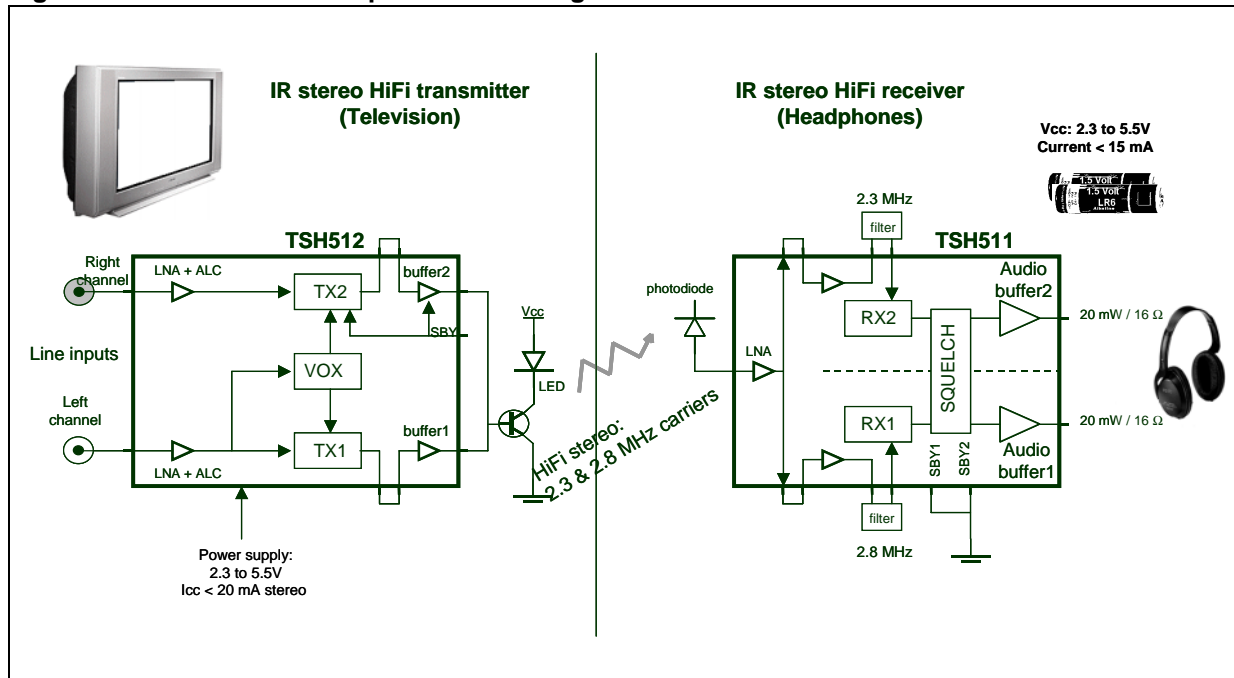 IR stereo HiFi transmitter
(Television)
IR stereo HiFi receiver
(Headphones)
Vcc: 2.3 to 5.5V
Current < 15 mA
1.5 Volt
1.5 Volt
LR6
Alkaline
TSH512
Right
channel
LNA + ALC
TX2
buffer2
SBY
Vcc
Line inputs
VOX
LED
Left
channel
LNA + ALC
TX1
buffer1
Power supply:
2.3 to 5.5V
Icc < 20 mA stereo
HiFi stereo:
2.3 & 2.8 MHz carriers
2.3 MHz
filter
TSH511
photodiode
LNA
RX2
Audio
buffer2
20 mW / 16 Ω
SQUELCH
RX1
20 mW / 16 Ω
Audio
buffer1
SBY1
SBY2
filter
2.8 MHz